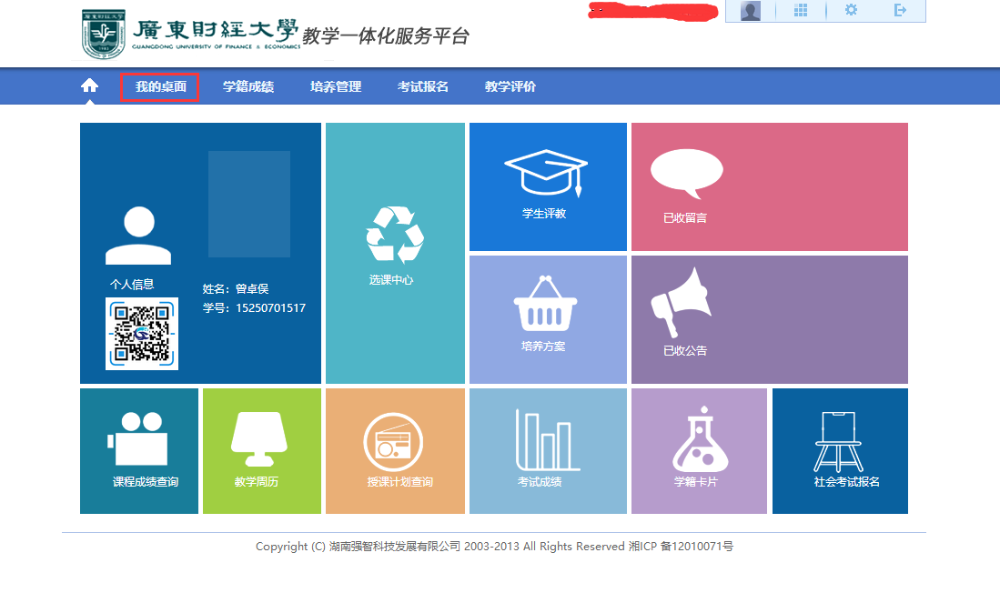 廣東財經大學
GUANGDONG UNIVERSITY OF FINANCE & ECONOMICS
教学一体化服务平台
我的桌面 学籍成绩 培养管理 考试报名 教学评价
个人信息
姓名：曾卓俣
学号：15250701517
选课中心
学生评教
已收留言
培养方案
已收公告
课程成绩查询
教学周历
授课计划查询
考试成绩
学籍卡片
社会考试报名
Copyright (C) 湖南强智科技发展有限公司 2003-2013 All Rights Reserved 湘ICP 备12010071号